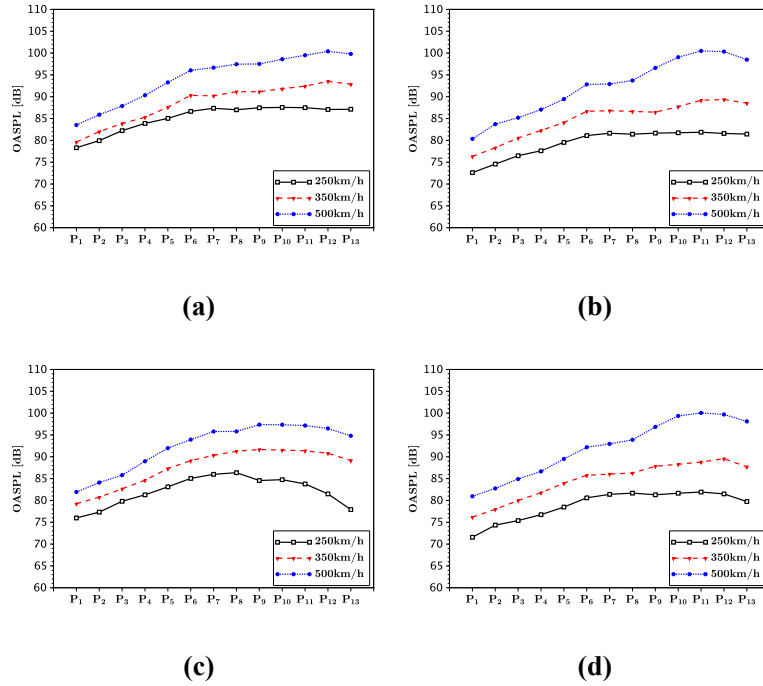 110
105
100
95
90
85
80
75
70
65
60
OASPL [dB]
250km/h
350km/h
500km/h
P₁ P₂ P₃ P₄ P₅ P₆ P₇ P₈ P₉ P₁₀ P₁₁ P₁₂ P₁₃
(a)
110
105
100
95
90
85
80
75
70
65
60
OASPL [dB]
250km/h
350km/h
500km/h
P₁ P₂ P₃ P₄ P₅ P₆ P₇ P₈ P₉ P₁₀ P₁₁ P₁₂ P₁₃
(b)
110
105
100
95
90
85
80
75
70
65
60
OASPL [dB]
250km/h
350km/h
500km/h
P₁ P₂ P₃ P₄ P₅ P₆ P₇ P₈ P₉ P₁₀ P₁₁ P₁₂ P₁₃
(c)
110
105
100
95
90
85
80
75
70
65
60
OASPL [dB]
250km/h
350km/h
500km/h
P₁ P₂ P₃ P₄ P₅ P₆ P₇ P₈ P₉ P₁₀ P₁₁ P₁₂ P₁₃
(d)